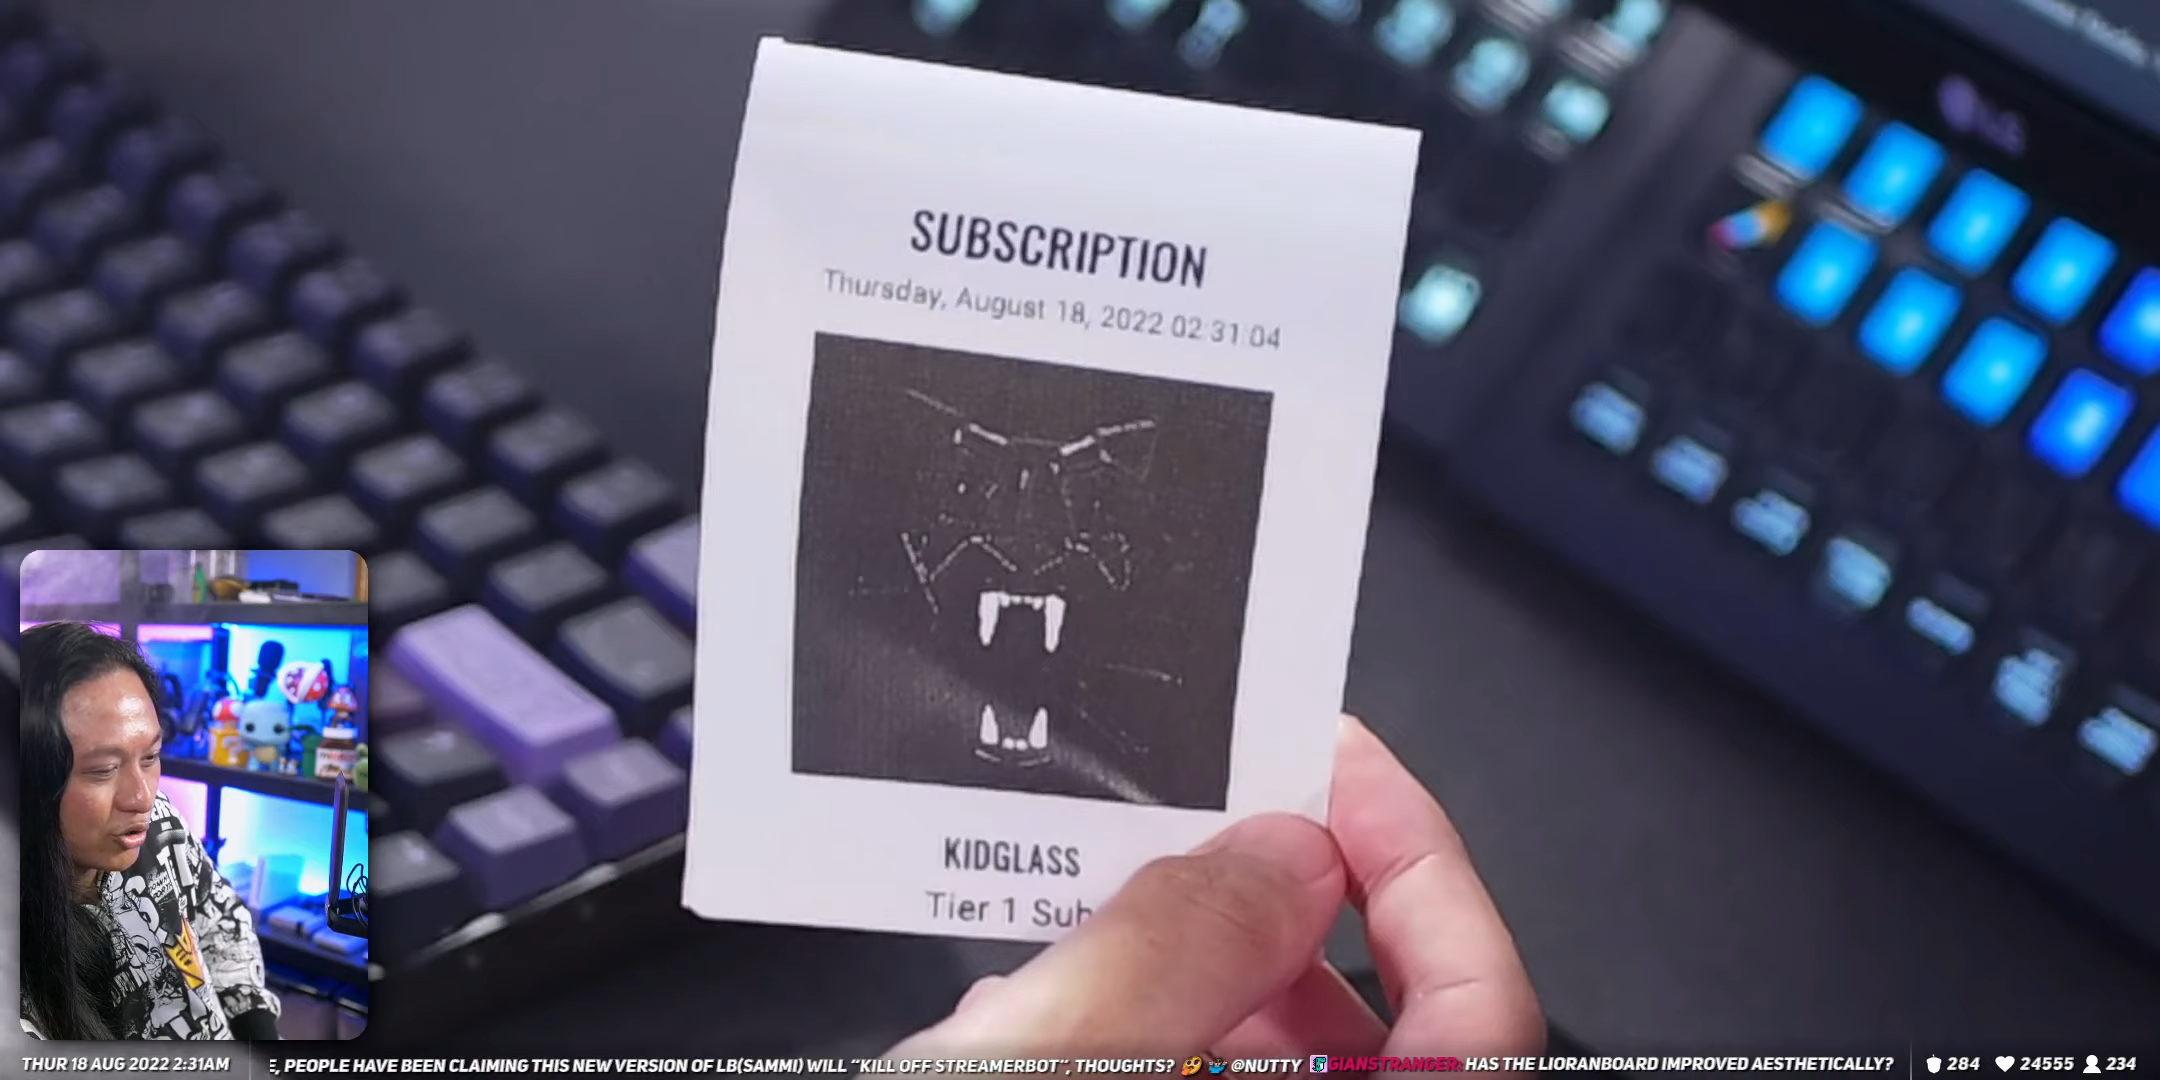 SUBSCRIPTION
Thursday, August 18, 2022 02:31:04
KIDGLASS
Tier 1 Sub
LG
THUR 18 AUG 2022 2:31AM
E, PEOPLE HAVE BEEN CLAIMING THIS NEW VERSION OF LB(SAMMI) WILL “KILL OFF STREAMERBOT”, THOUGHTS? @NUTTY GIANSTRANGER: HAS THE LIORANBOARD IMPROVED AESTHETICALLY? 284 24555 234